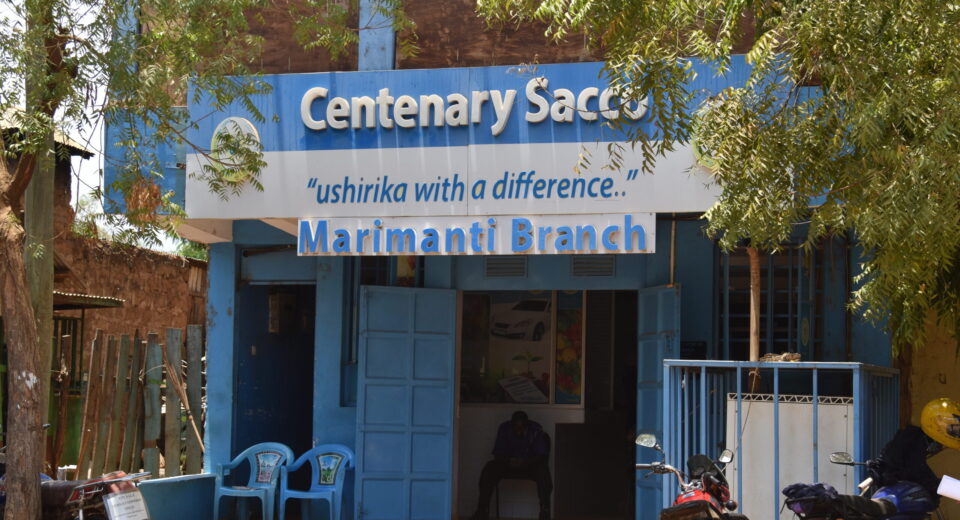 Centenary Sacco
“ushirika with a difference..”
Marimanti Branch